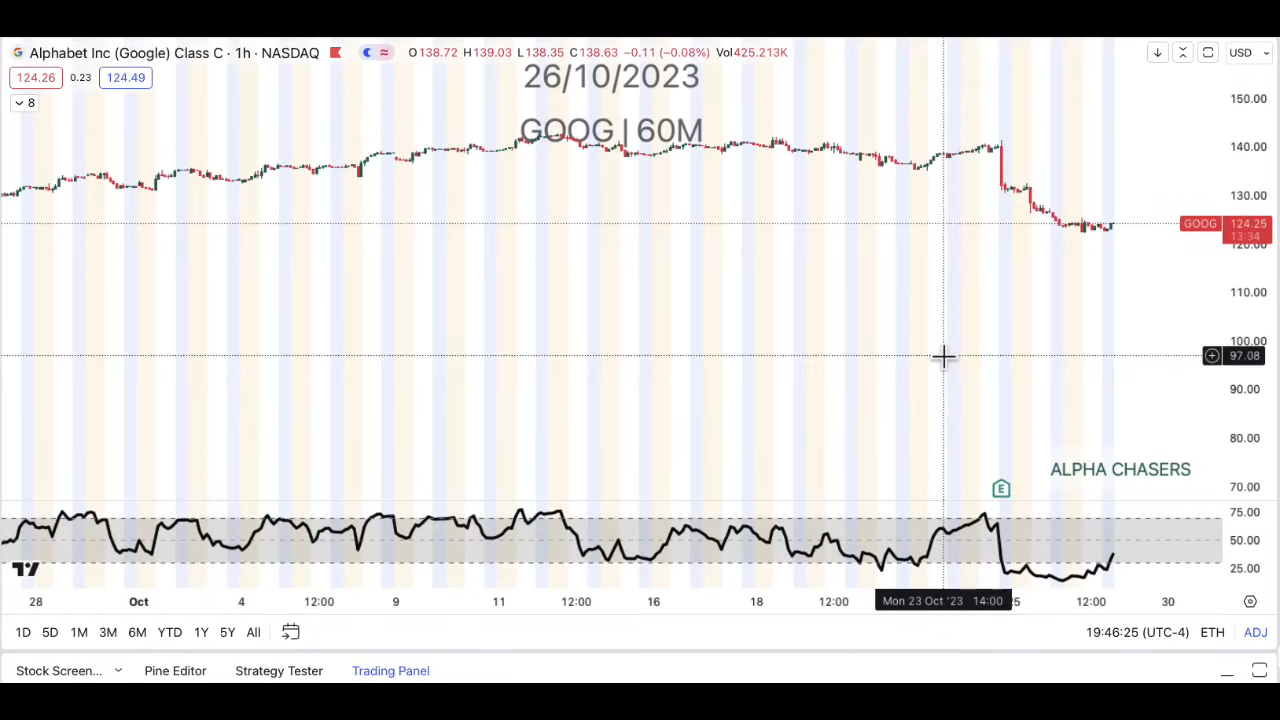 Alphabet Inc (Google) Class C · 1h · NASDAQ O138.72 H139.03 L138.35 C138.63 −0.11 (−0.08%) Vol425.213K
USD
124.26 0.23 124.49
8
26/10/2023
GOOG | 60M
150.00
140.00
130.00
GOOG 124.25
13:34
120.00
110.00
100.00
97.08
90.00
80.00
ALPHA CHASERS
70.00
E
75.00
50.00
25.00
28 Oct 4 12:00 9 11 12:00 16 18 12:00 Mon 23 Oct '23 14:00 25 12:00 30
1D 5D 1M 3M 6M YTD 1Y 5Y All 19:46:25 (UTC-4) ETH ADJ
Stock Screen... Pine Editor Strategy Tester Trading Panel